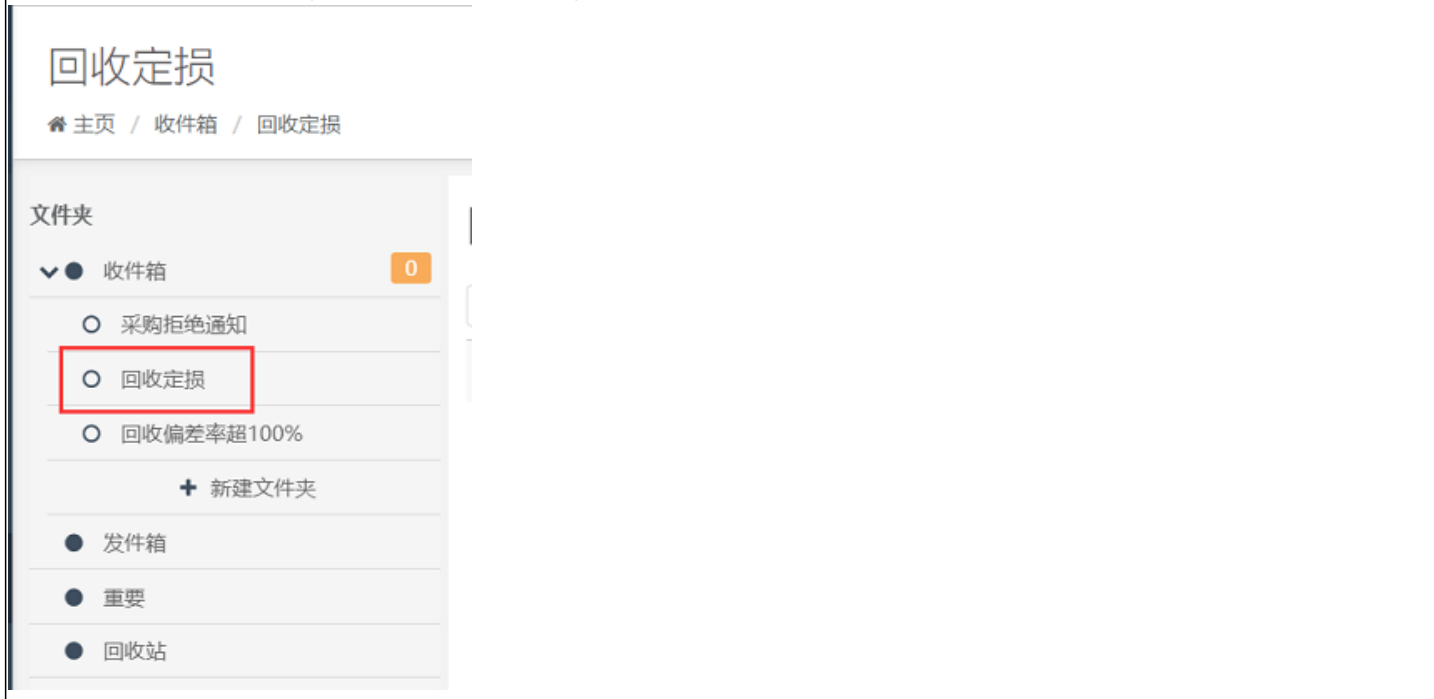 回收定损
主页 / 收件箱 / 回收定损
文件夹
收件箱 0
采购拒绝通知
回收定损
回收偏差率超100%
+ 新建文件夹
发件箱
重要
回收站